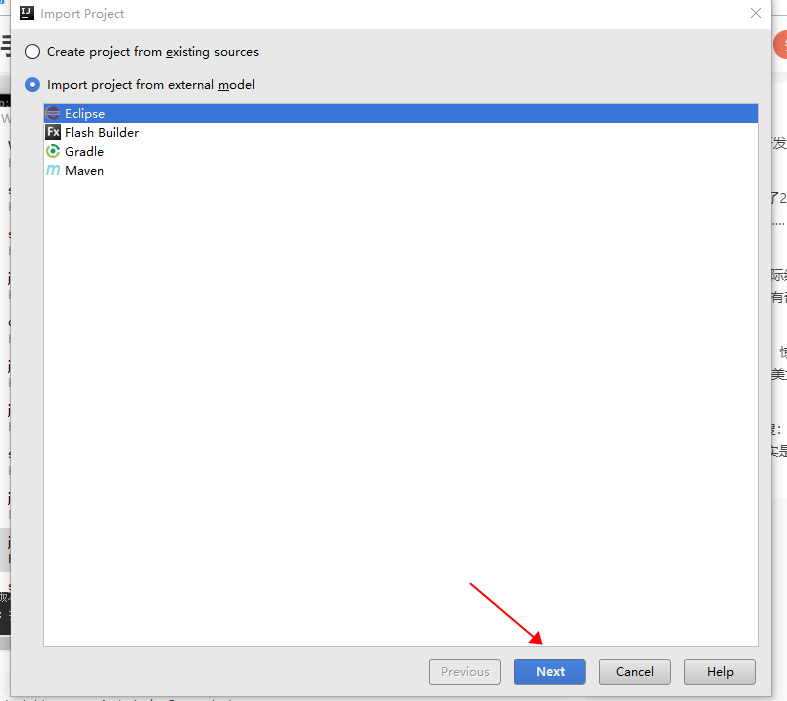 Import Project
Create project from existing sources
Import project from external model
Eclipse
Fx Flash Builder
Gradle
m Maven
Previous
Next
Cancel
Help